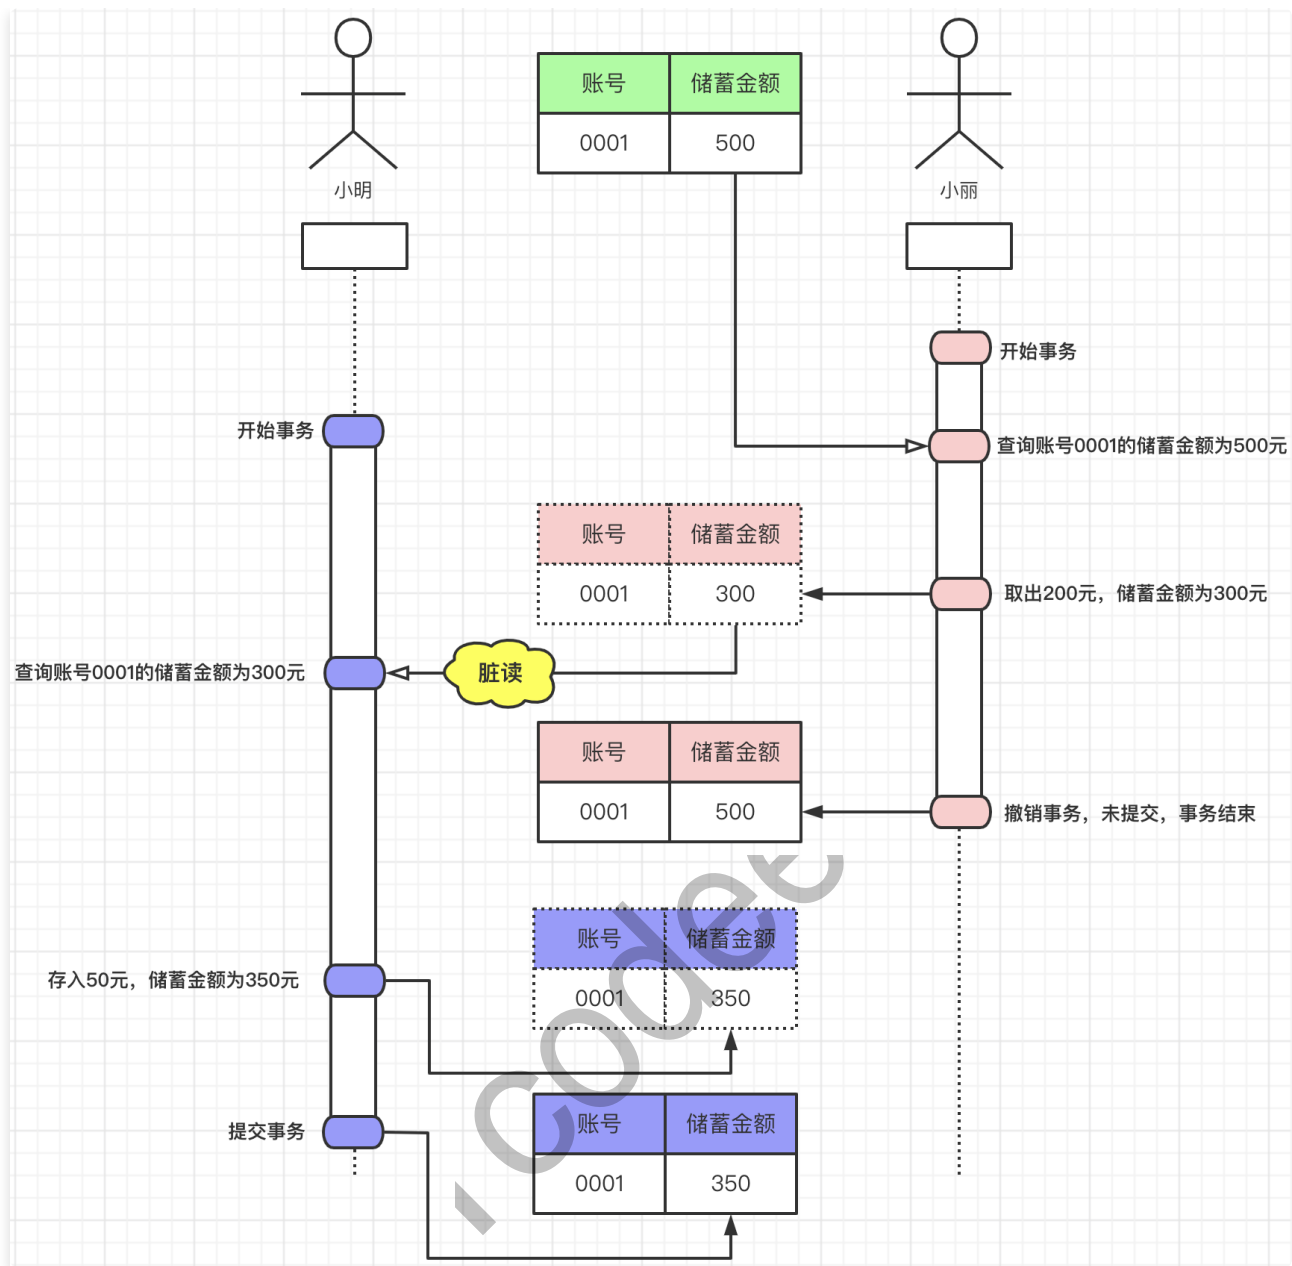 账号 储蓄金额
0001 500
小明
小丽
开始事务
开始事务
查询账号0001的储蓄金额为500元
账号 储蓄金额
0001 300
取出200元，储蓄金额为300元
查询账号0001的储蓄金额为300元
脏读
账号 储蓄金额
0001 500
撤销事务，未提交，事务结束
账号 储蓄金额
存入50元，储蓄金额为350元
0001 350
账号 储蓄金额
提交事务
0001 350